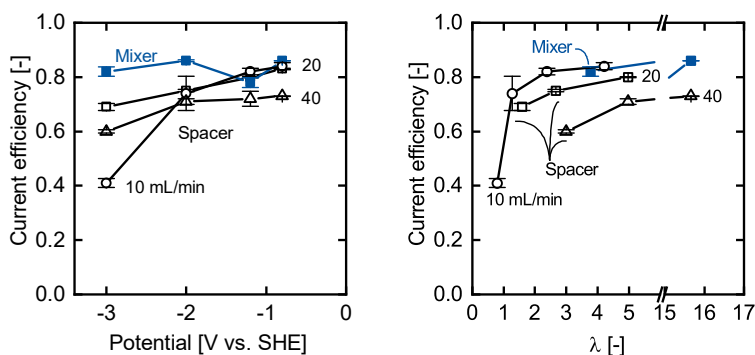 Current efficiency [-]
1.0
0.8
0.6
0.4
0.2
0.0
Mixer
20
40
Spacer
10 mL/min
-3
-2
-1
0
Potential [V vs. SHE]
Current efficiency [-]
1.0
0.8
0.6
0.4
0.2
0.0
Mixer
20
40
Spacer
10 mL/min
0 1 2 3 4 5 15 16 17
λ [-]